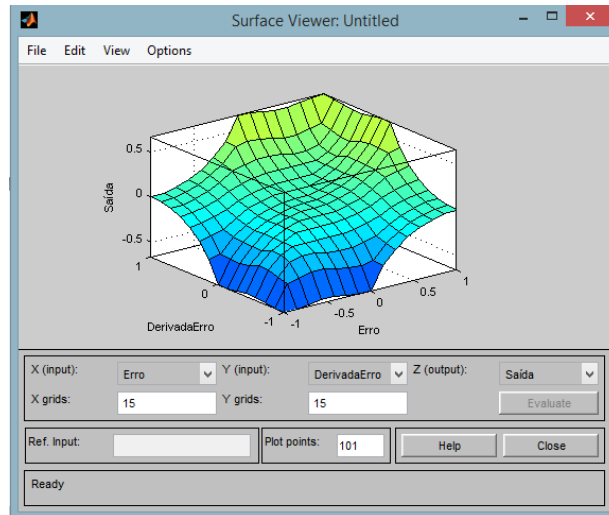 Surface Viewer: Untitled
File Edit View Options
0.5
0
-0.5
Saída
1
0
-1
DerivadaErro
-1
-0.5
0
0.5
1
Erro
X (input): Erro Y (input): DerivadaErro Z (output): Saída
X grids: 15 Y grids: 15 Evaluate
Ref. Input: Plot points: 101 Help Close
Ready